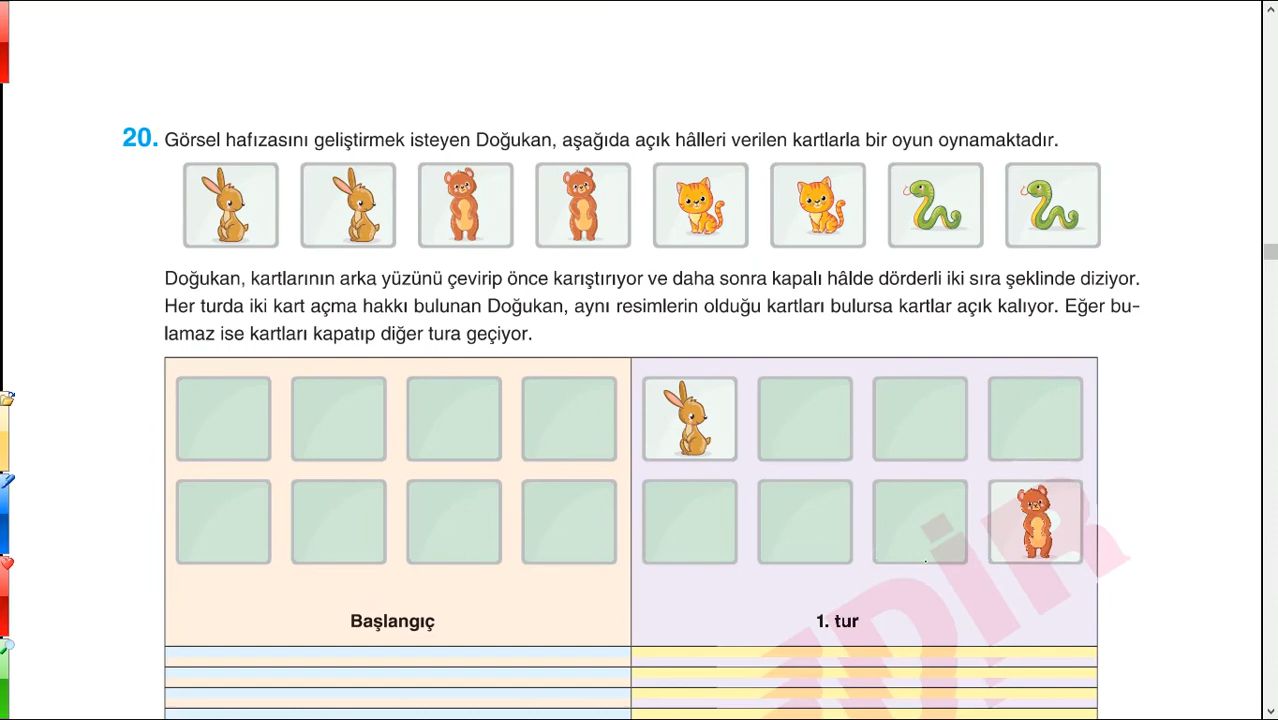 20. Görsel hafızasını geliştirmek isteyen Doğukan, aşağıda açık hâlleri verilen kartlarla bir oyun oynamaktadır.
Doğukan, kartlarının arka yüzünü çevirip önce karıştırıyor ve daha sonra kapalı hâlde dörderli iki sıra şeklinde diziyor.
Her turda iki kart açma hakkı bulunan Doğukan, aynı resimlerin olduğu kartları bulursa kartlar açık kalıyor. Eğer bu-
lamaz ise kartları kapatıp diğer tura geçiyor.
Başlangıç
1. tur